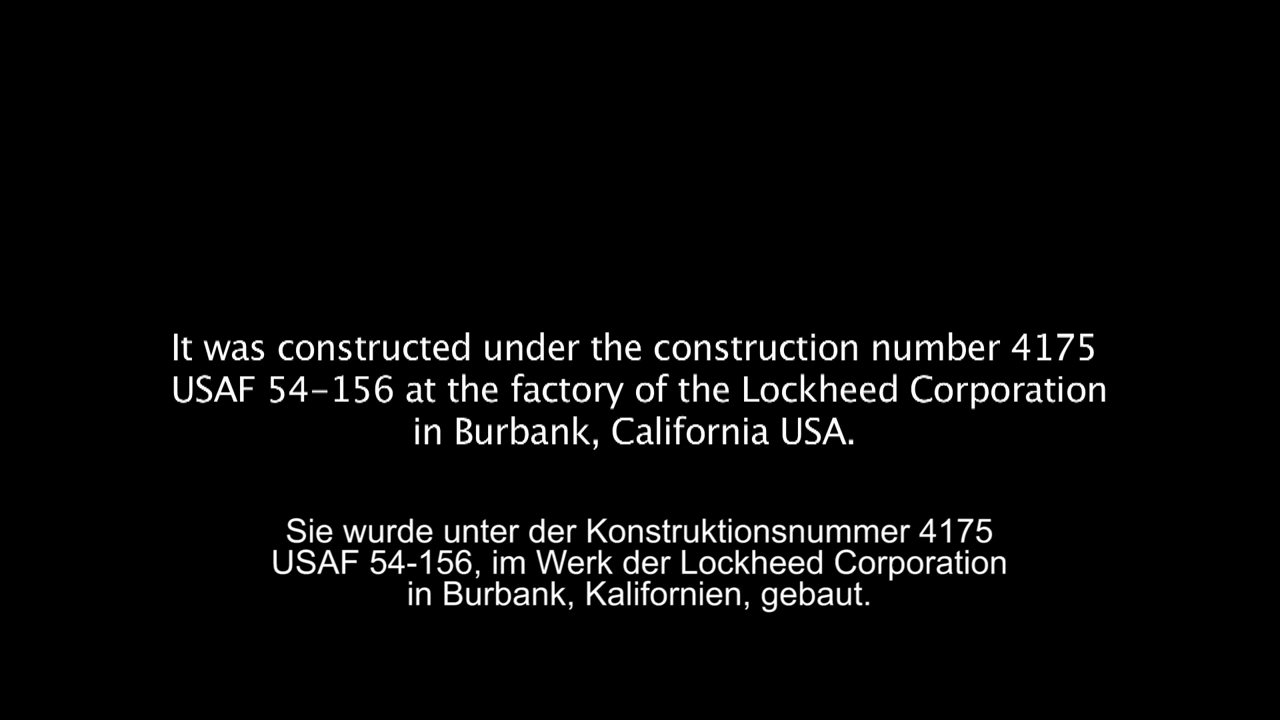 It was constructed under the construction number 4175
USAF 54-156 at the factory of the Lockheed Corporation
in Burbank, California USA.
Sie wurde unter der Konstruktionsnummer 4175
USAF 54-156, im Werk der Lockheed Corporation
in Burbank, Kalifornien, gebaut.